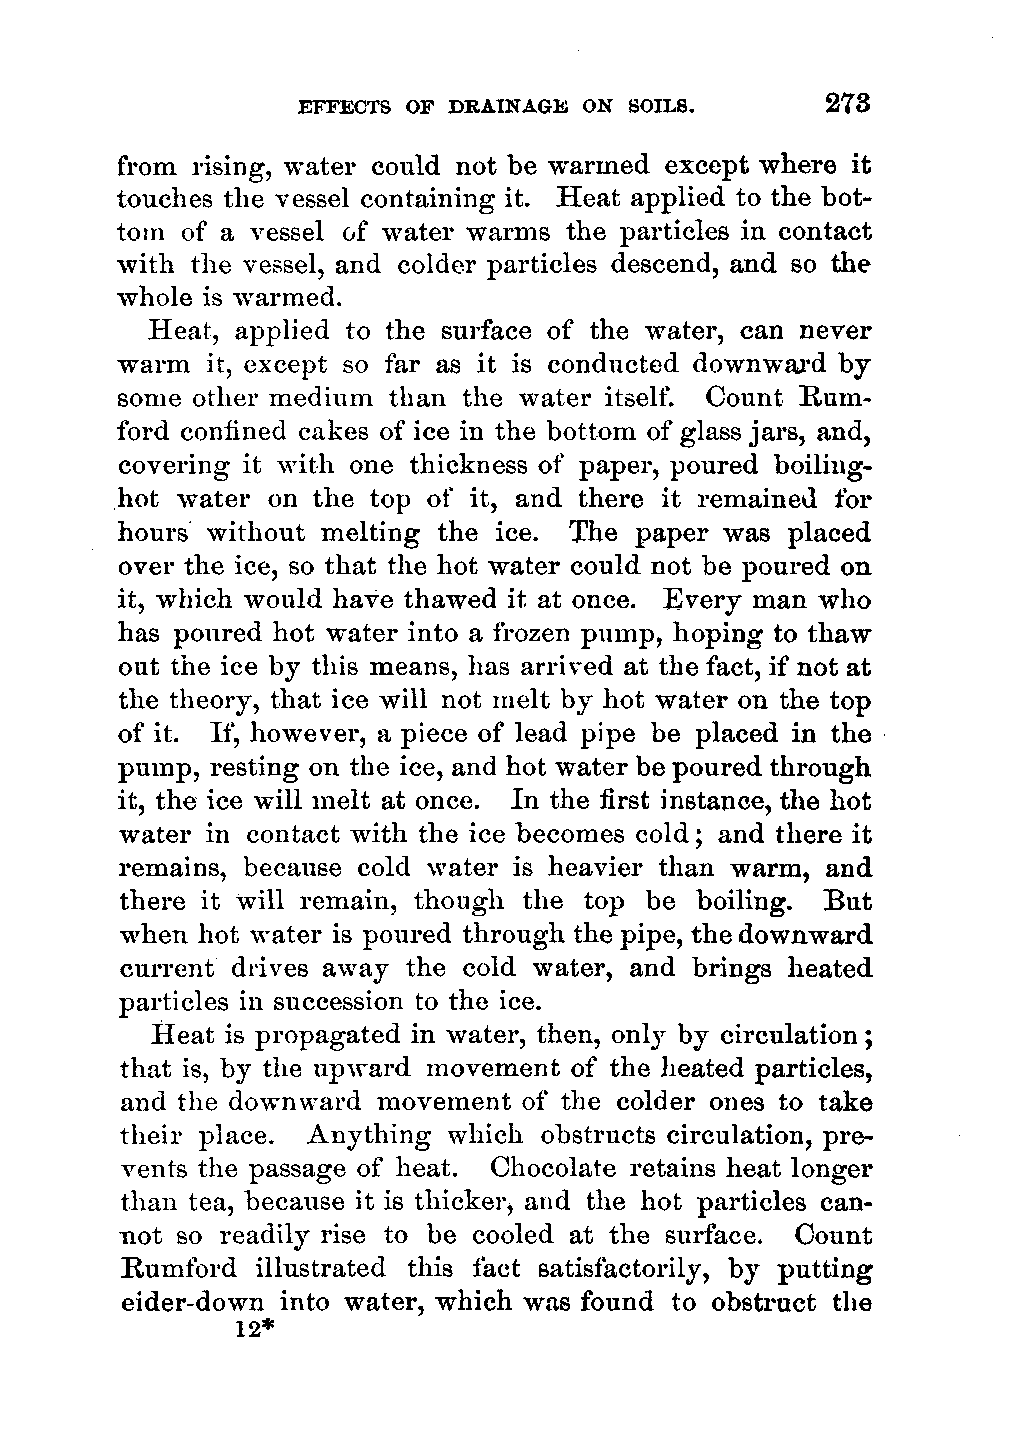 EFFECTS OF DRAINAGE ON SOILS. 273
from rising, water could not be warmed except where it
touches the vessel containing it. Heat applied to the bot-
tom of a vessel of water warms the particles in contact
with the vessel, and colder particles descend, and so the
whole is warmed.
Heat, applied to the surface of the water, can never
warm it, except so far as it is conducted downward by
some other medium than the water itself. Count Rum-
ford confined cakes of ice in the bottom of glass jars, and,
covering it with one thickness of paper, poured boiling-
hot water on the top of it, and there it remained for
hours without melting the ice. The paper was placed
over the ice, so that the hot water could not be poured on
it, which would have thawed it at once. Every man who
has poured hot water into a frozen pump, hoping to thaw
out the ice by this means, has arrived at the fact, if not at
the theory, that ice will not melt by hot water on the top
of it. If, however, a piece of lead pipe be placed in the
pump, resting on the ice, and hot water be poured through
it, the ice will melt at once. In the first instance, the hot
water in contact with the ice becomes cold; and there it
remains, because cold water is heavier than warm, and
there it will remain, though the top be boiling. But
when hot water is poured through the pipe, the downward
current drives away the cold water, and brings heated
particles in succession to the ice.
Heat is propagated in water, then, only by circulation;
that is, by the upward movement of the heated particles,
and the downward movement of the colder ones to take
their place. Anything which obstructs circulation, pre-
vents the passage of heat. Chocolate retains heat longer
than tea, because it is thicker, and the hot particles can-
not so readily rise to be cooled at the surface. Count
Rumford illustrated this fact satisfactorily, by putting
eider-down into water, which was found to obstruct the
12*